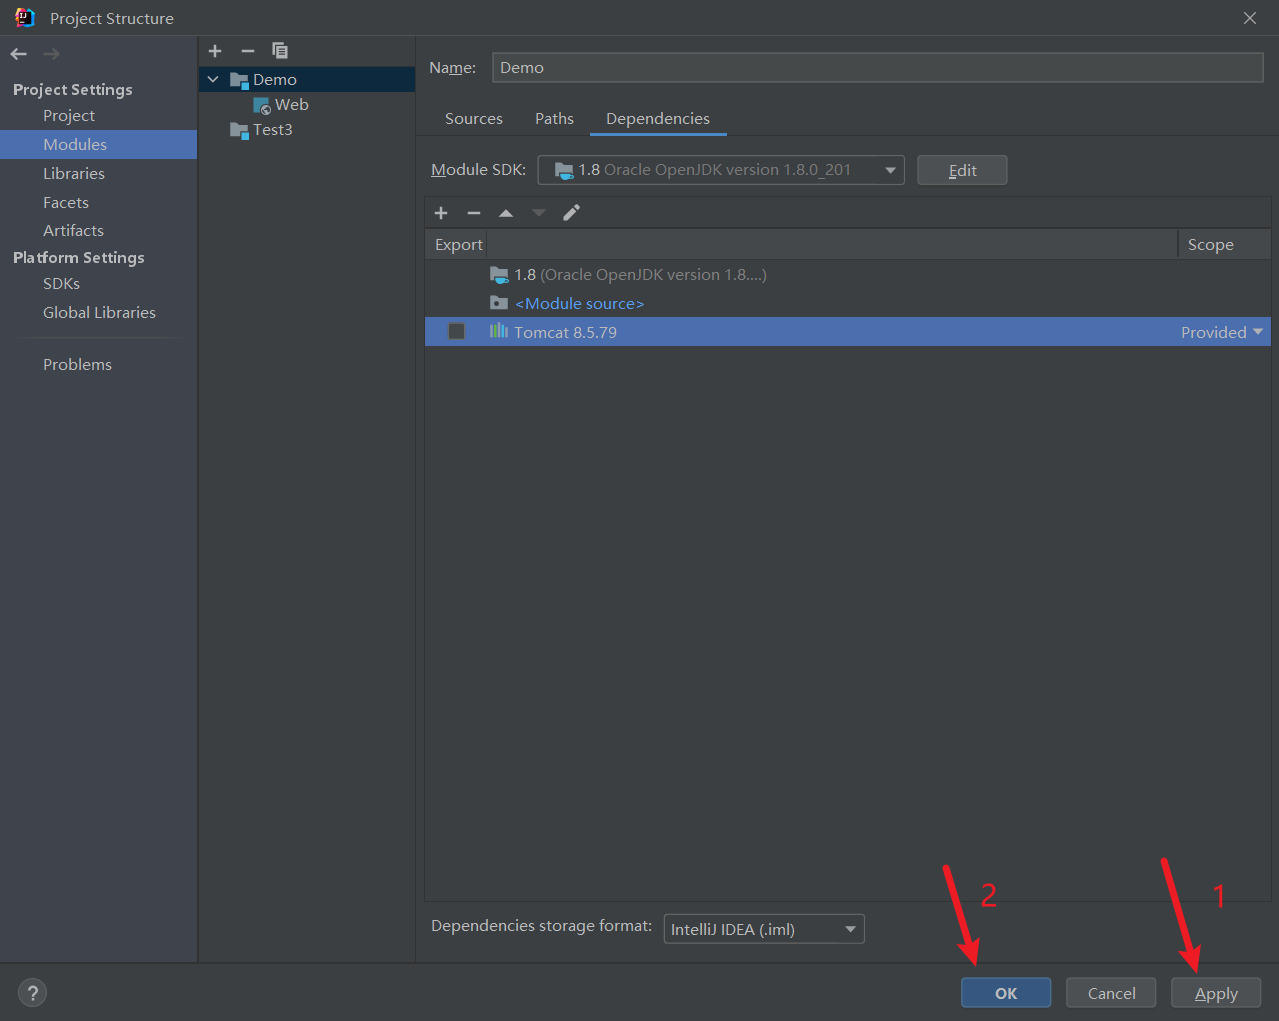 Project Structure
Project Settings
Project
Modules
Libraries
Facets
Artifacts
Platform Settings
SDKs
Global Libraries
Problems
Demo
Web
Test3
Name: Demo
Sources Paths Dependencies
Module SDK: 1.8 Oracle OpenJDK version 1.8.0_201 Edit
Export Scope
1.8 (Oracle OpenJDK version 1.8....)
<Module source>
Tomcat 8.5.79 Provided
2 1
Dependencies storage format: IntelliJ IDEA (.iml)
? OK Cancel Apply